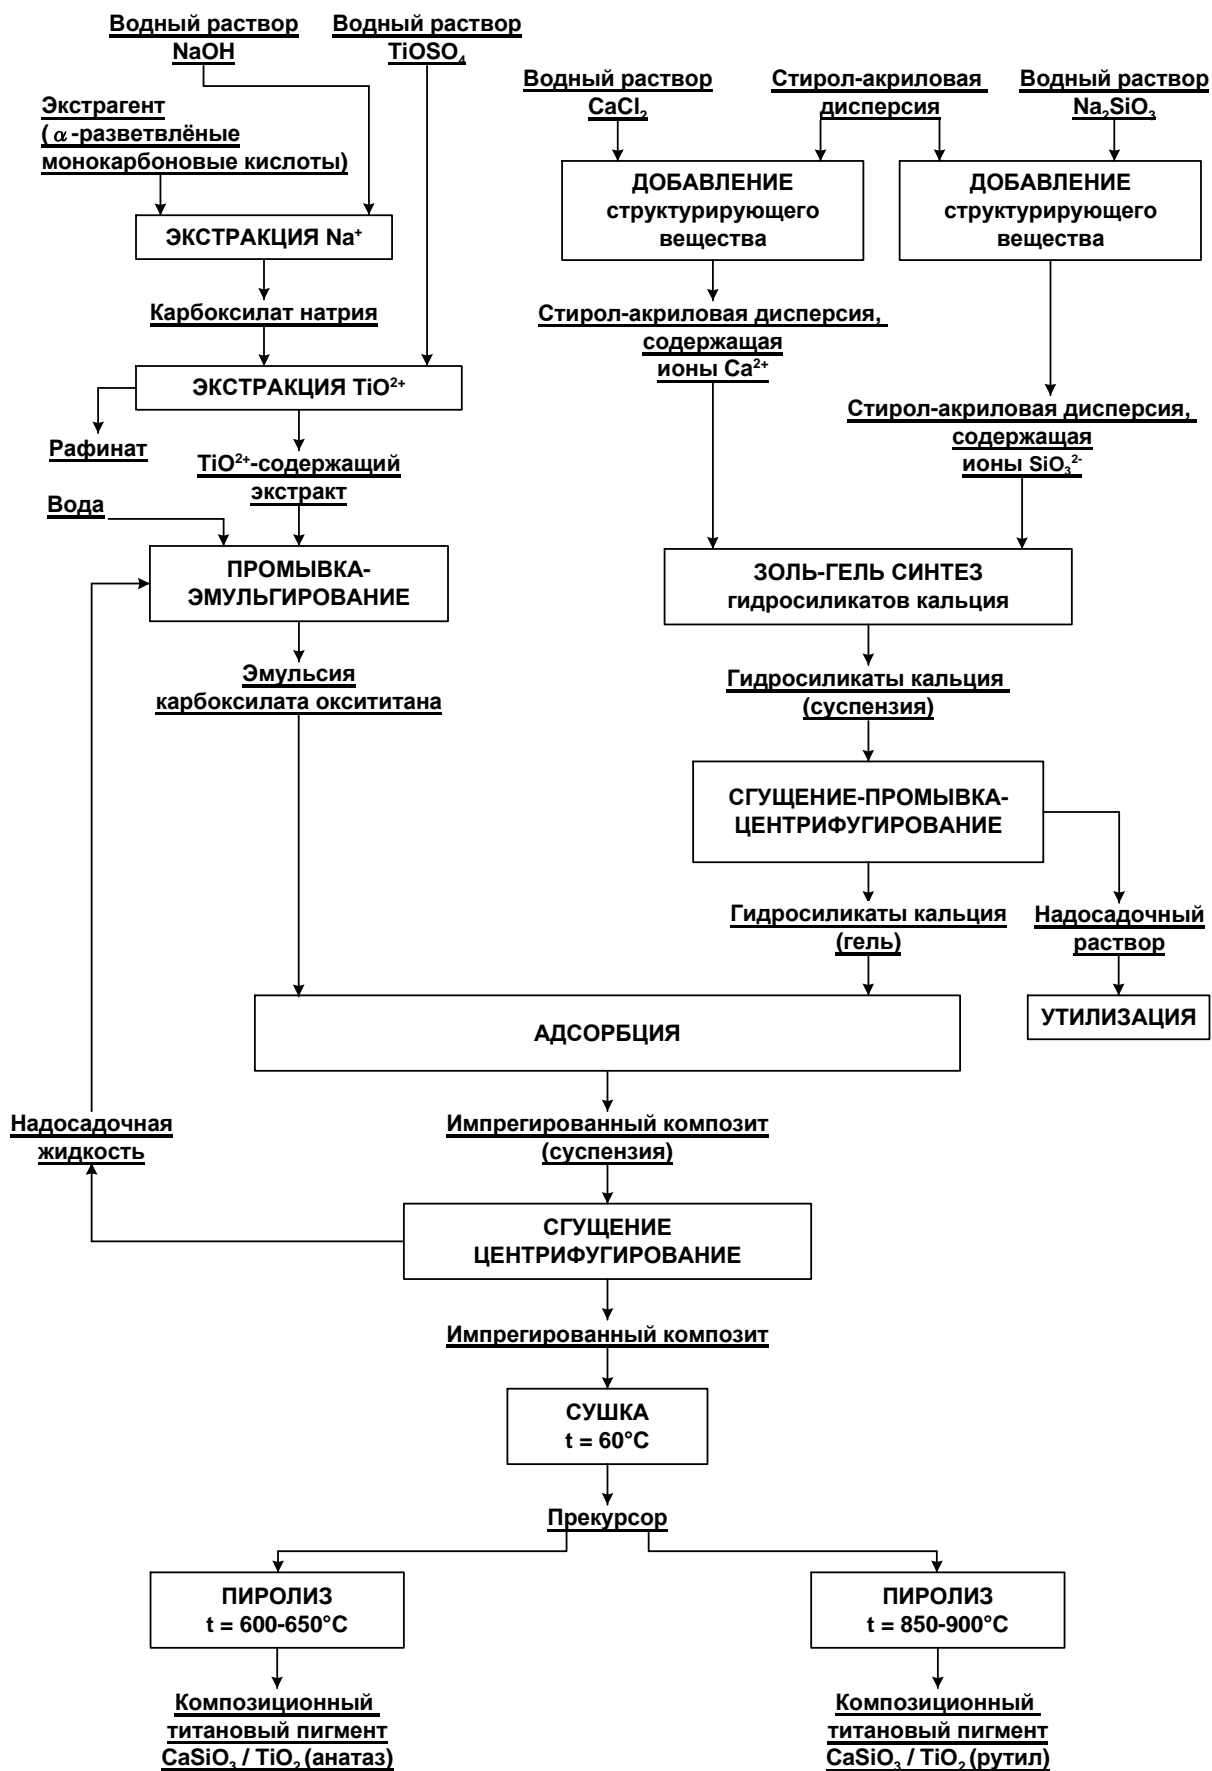 Водный раствор
NaOH
Водный раствор
TiOSO₄
Экстрагент
( α -разветвлёные
монокарбоновые кислоты)
ЭКСТРАКЦИЯ Na⁺
Карбоксилат натрия
ЭКСТРАКЦИЯ TiO²⁺
Рафинат
TiO²⁺-содержащий
экстракт
Вода
ПРОМЫВКА-
ЭМУЛЬГИРОВАНИЕ
Эмульсия
карбоксилата оксититана
Водный раствор
CaCl₂
Стирол-акриловая
дисперсия
Водный раствор
Na₂SiO₃
ДОБАВЛЕНИЕ
структурирующего
вещества
ДОБАВЛЕНИЕ
структурирующего
вещества
Стирол-акриловая дисперсия,
содержащая
ионы Ca²⁺
Стирол-акриловая дисперсия,
содержащая
ионы SiO₃²⁻
ЗОЛЬ-ГЕЛЬ СИНТЕЗ
гидросиликатов кальция
Гидросиликаты кальция
(суспензия)
СГУЩЕНИЕ-ПРОМЫВКА-
ЦЕНТРИФУГИРОВАНИЕ
Гидросиликаты кальция
(гель)
Надосадочный
раствор
УТИЛИЗАЦИЯ
АДСОРБЦИЯ
Импрегированный композит
(суспензия)
Надосадочная
жидкость
СГУЩЕНИЕ
ЦЕНТРИФУГИРОВАНИЕ
Импрегированный композит
СУШКА
t = 60°C
Прекурсор
ПИРОЛИЗ
t = 600-650°C
ПИРОЛИЗ
t = 850-900°C
Композиционный
титановый пигмент
CaSiO₃ / TiO₂ (анатаз)
Композиционный
титановый пигмент
CaSiO₃ / TiO₂ (рутил)